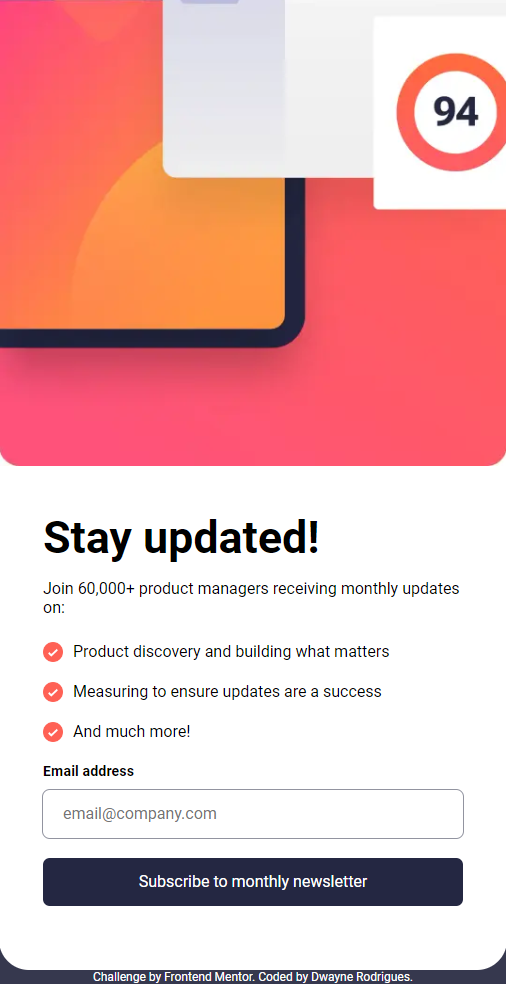 94
Stay updated!
Join 60,000+ product managers receiving monthly updates
on:
Product discovery and building what matters
Measuring to ensure updates are a success
And much more!
Email address
email@company.com
Subscribe to monthly newsletter
Challenge by Frontend Mentor. Coded by Dwayne Rodrigues.